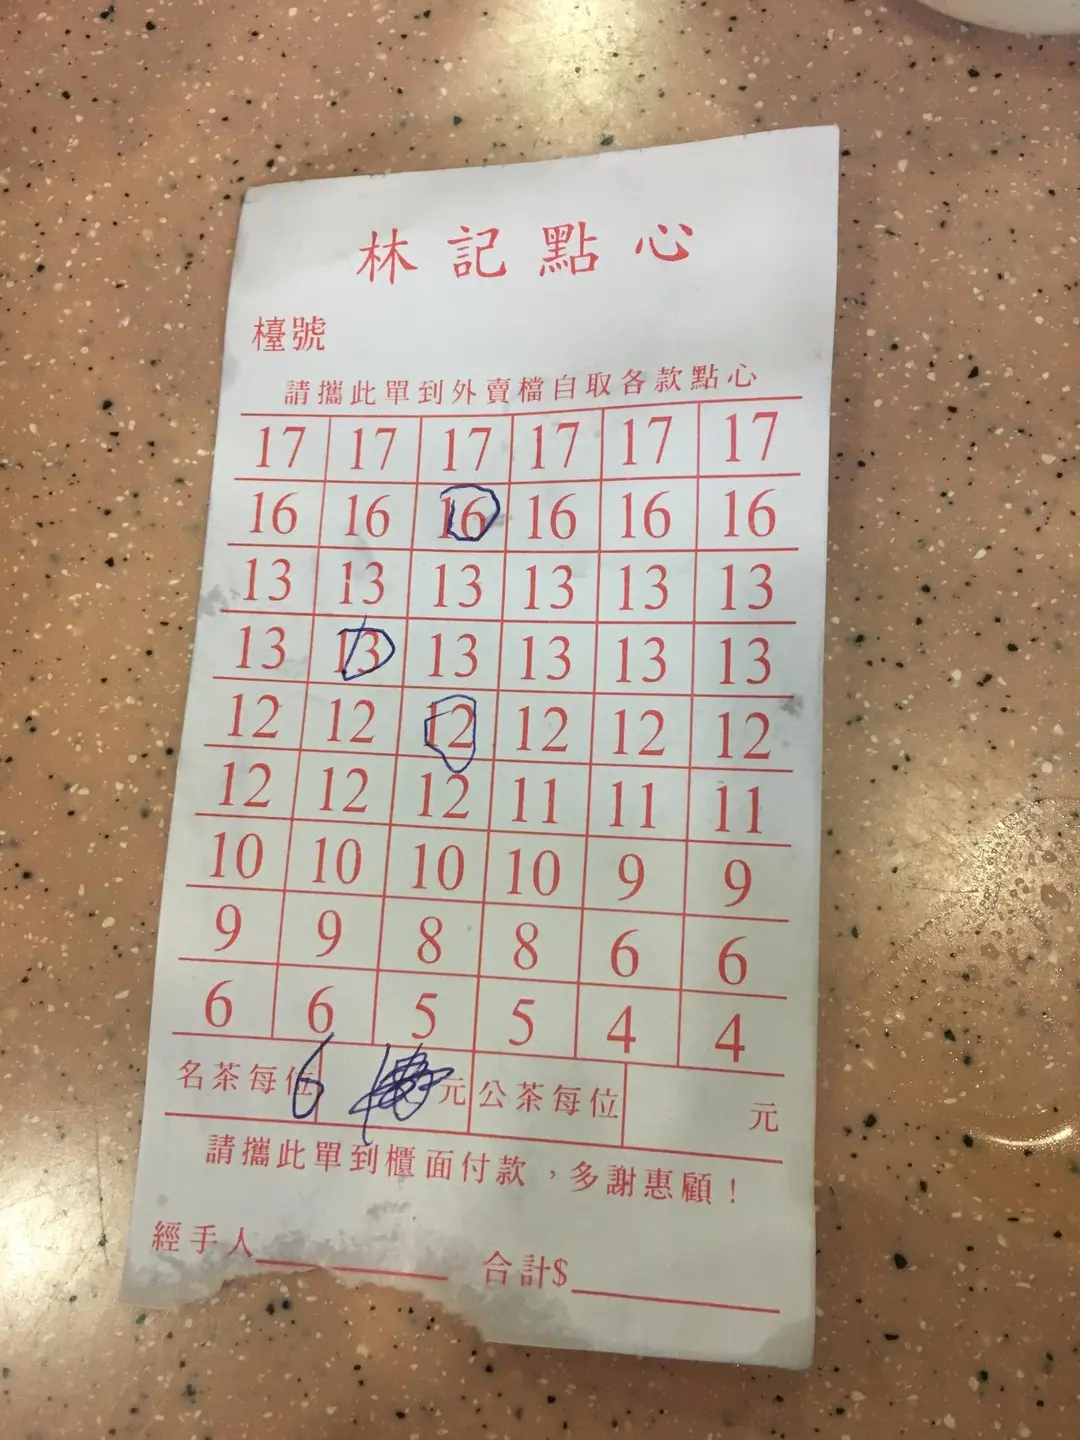 林記點心
檯號
請攜此單到外賣檔自取各款點心
17 17 17 17 17 17
16 16 16 16 16 16
13 13 13 13 13 13
13 13 13 13 13 13
12 12 12 12 12 12
12 12 12 11 11 11
10 10 10 10 9 9
9 9 8 8 6 6
6 6 5 5 4 4
名茶每位 6 元 公茶每位 元
請攜此單到櫃面付款，多謝惠顧！
經手人 合計$